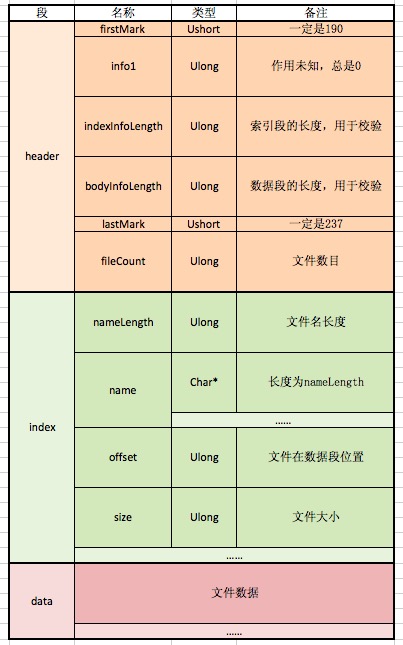 段 名称 类型 备注
header
firstMark Ushort 一定是190
info1 Ulong 作用未知，总是0
indexInfoLength Ulong 索引段的长度，用于校验
bodyInfoLength Ulong 数据段的长度，用于校验
lastMark Ushort 一定是237
fileCount Ulong 文件数目
index
nameLength Ulong 文件名长度
name Char* 长度为nameLength
......
offset Ulong 文件在数据段位置
size Ulong 文件大小
......
data
文件数据
......